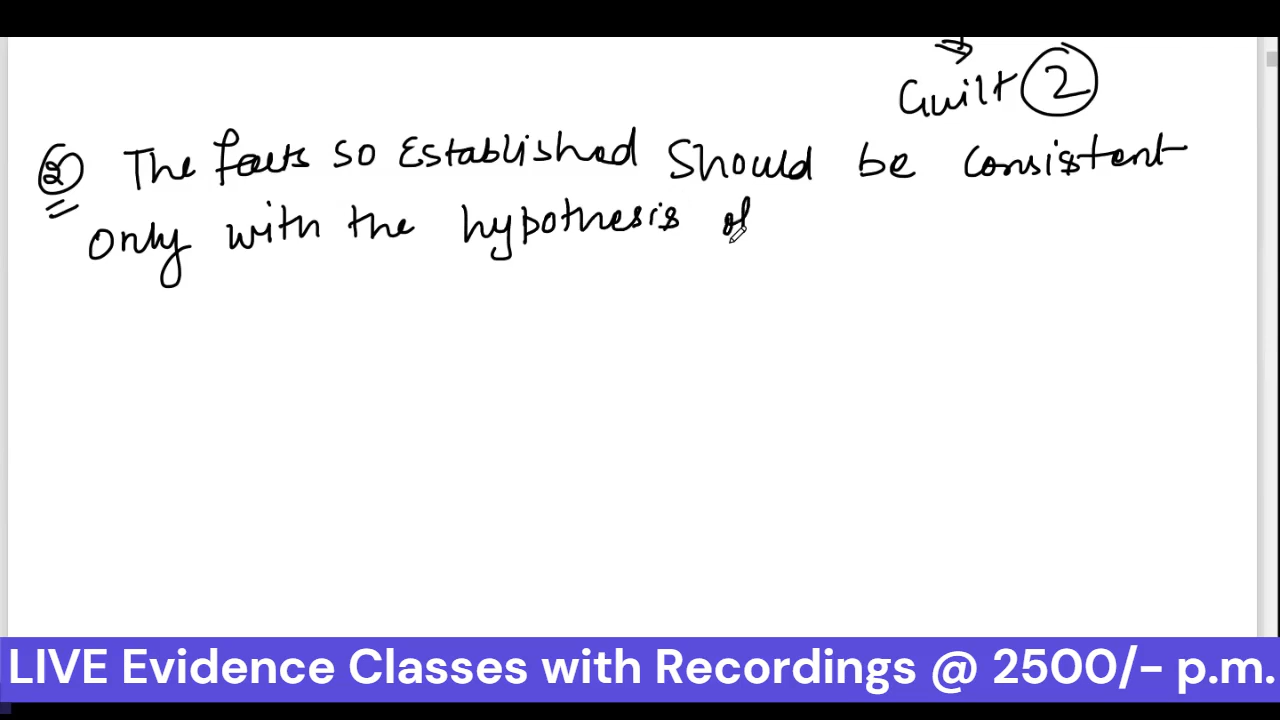 Guilt 2
2 The facts so Established Should be consistent
only with the hypothesis of
LIVE Evidence Classes with Recordings @ 2500/- p.m.